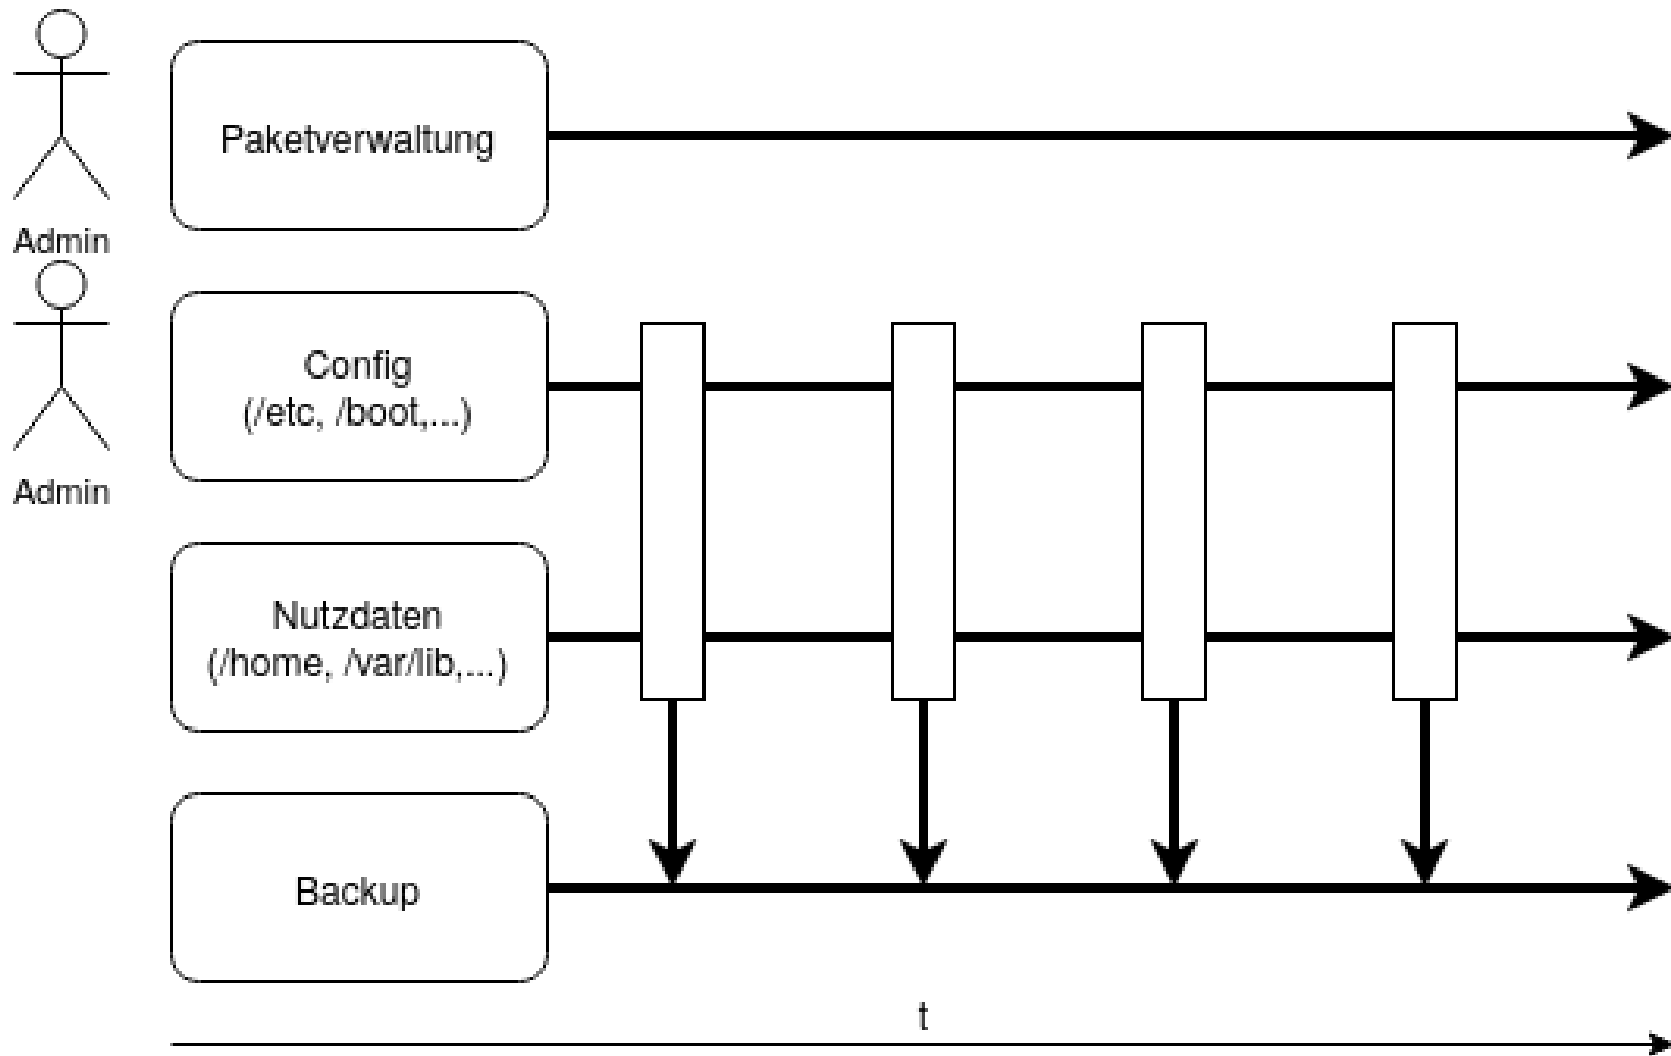 Paketverwaltung
Admin
Config
(/etc, /boot,...)
Admin
Nutzdaten
(/home, /var/lib,...)
Backup
t